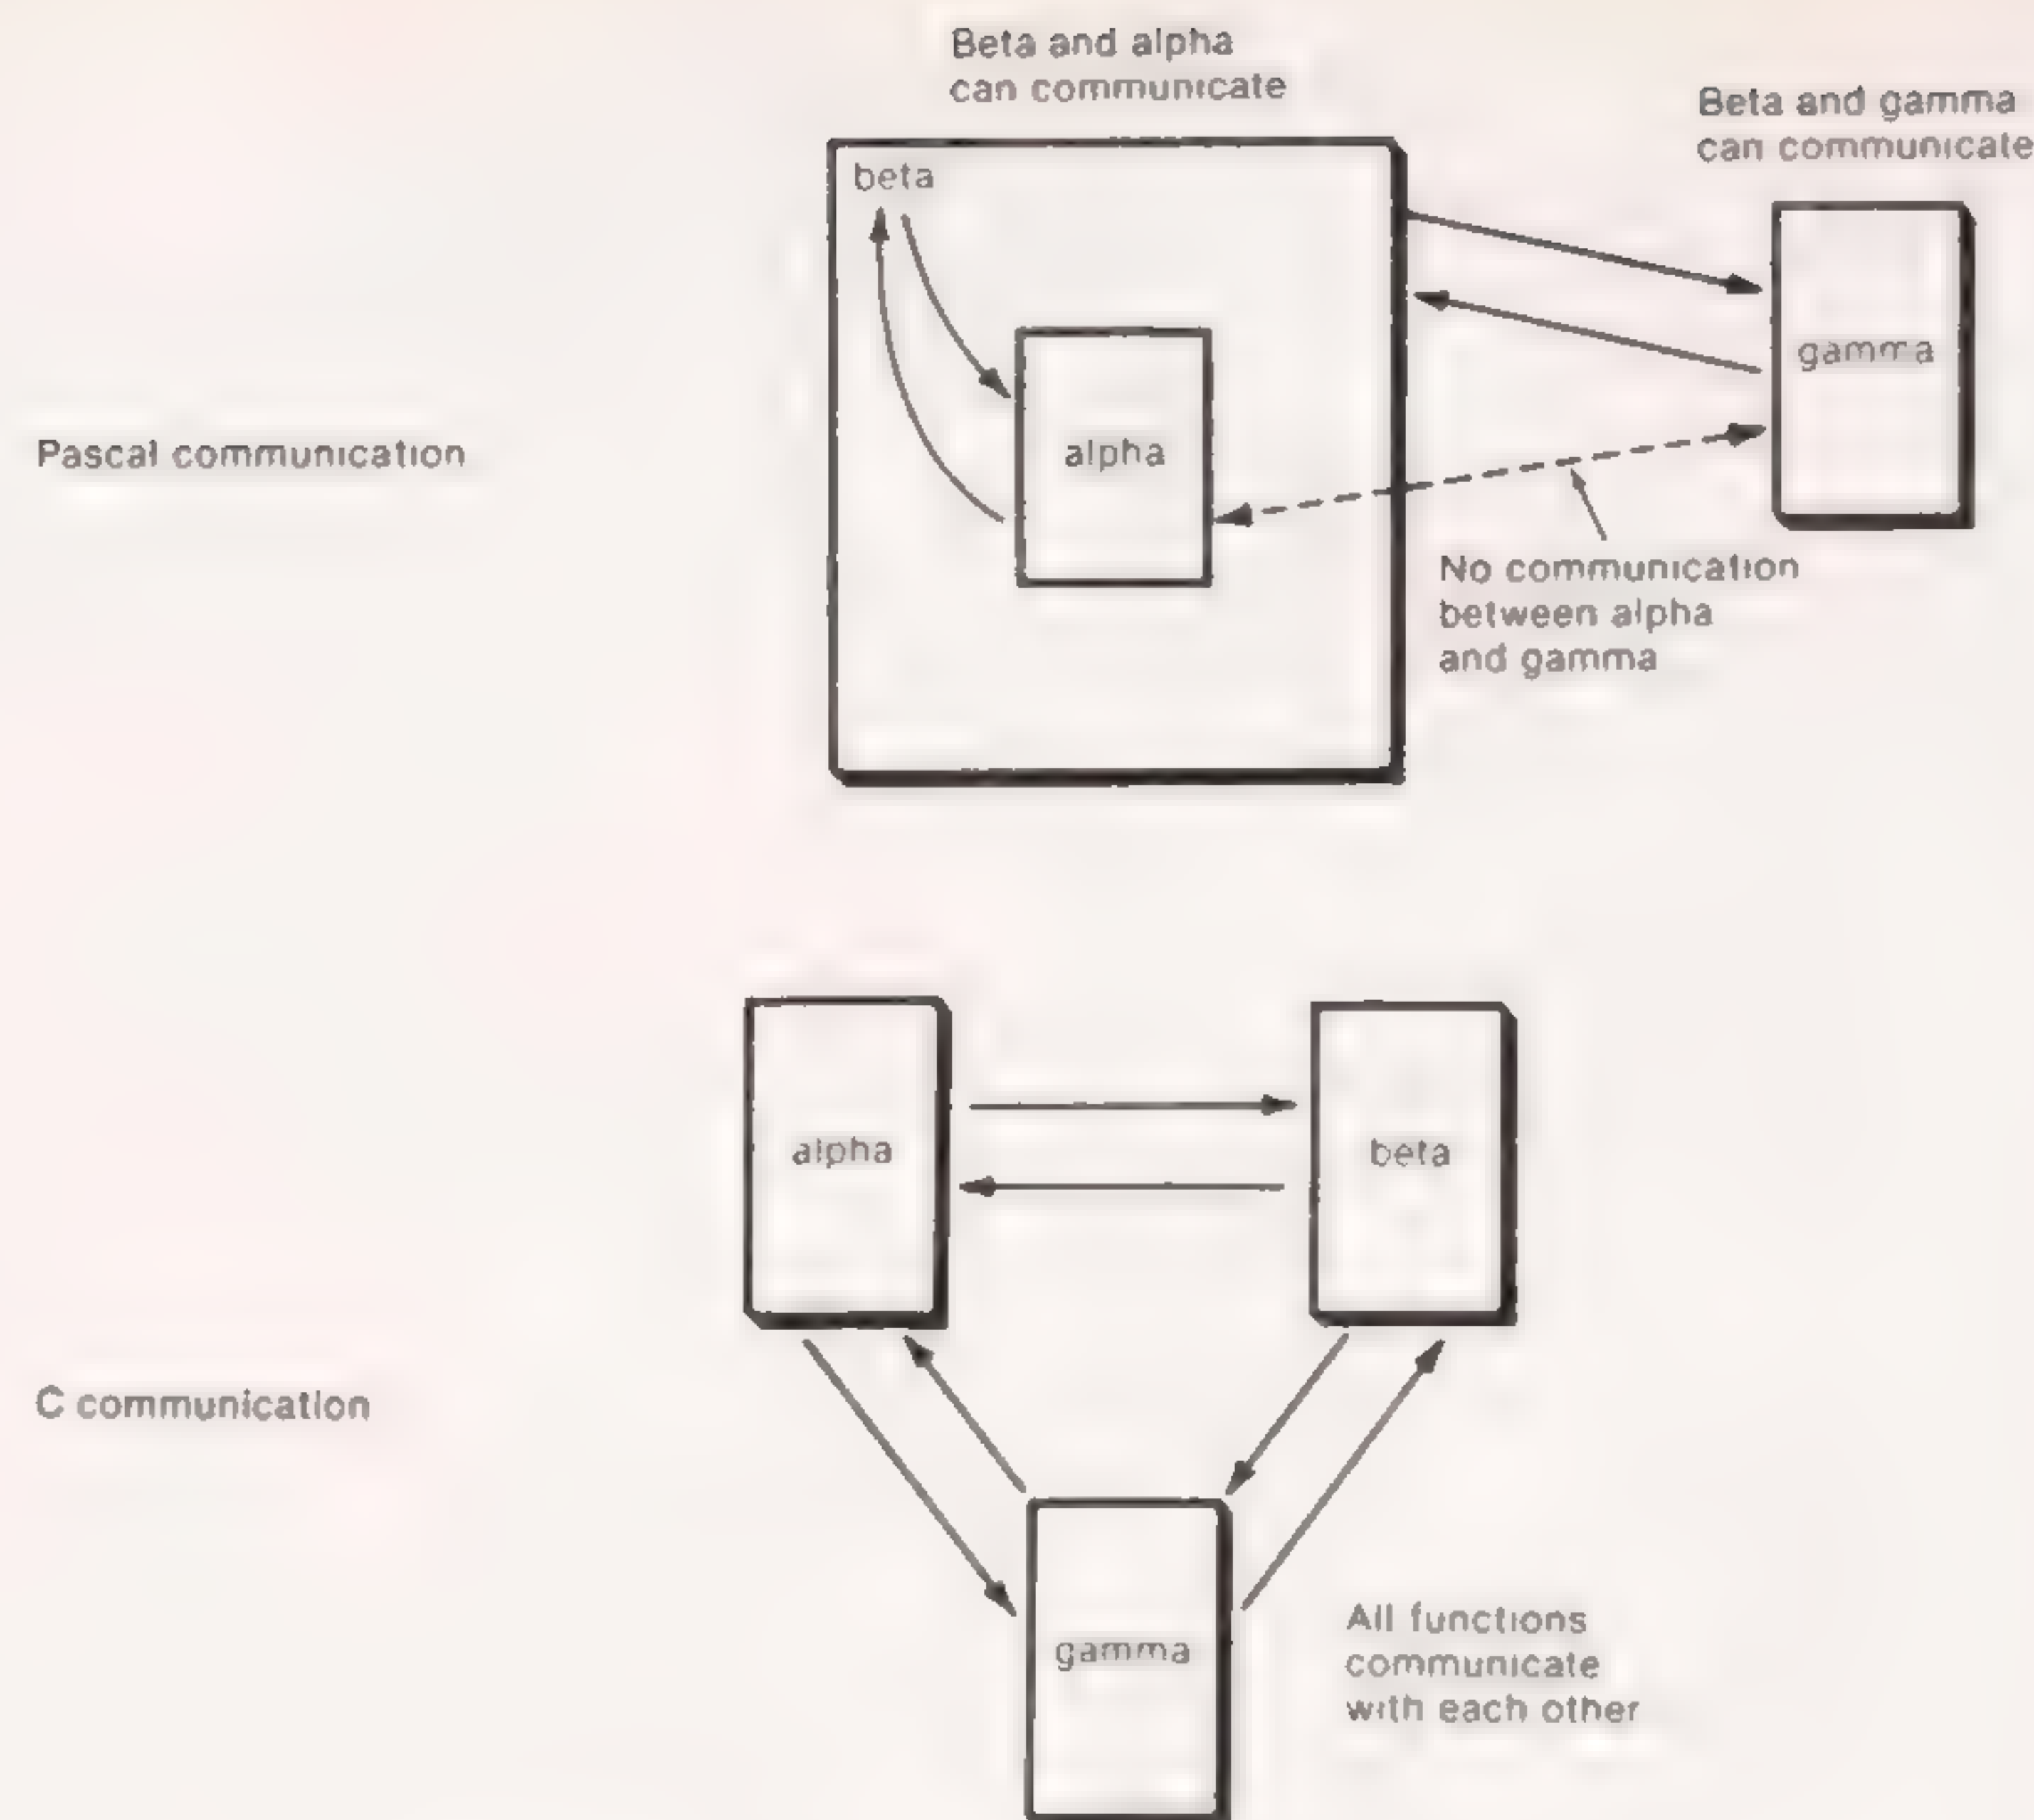 Beta and alpha
can communicate
Beta and gamma
can communicate
beta
gamma
alpha
Pascal communication
No communication
between alpha
and gamma
alpha
beta
C communication
gamma
All functions
communicate
with each other